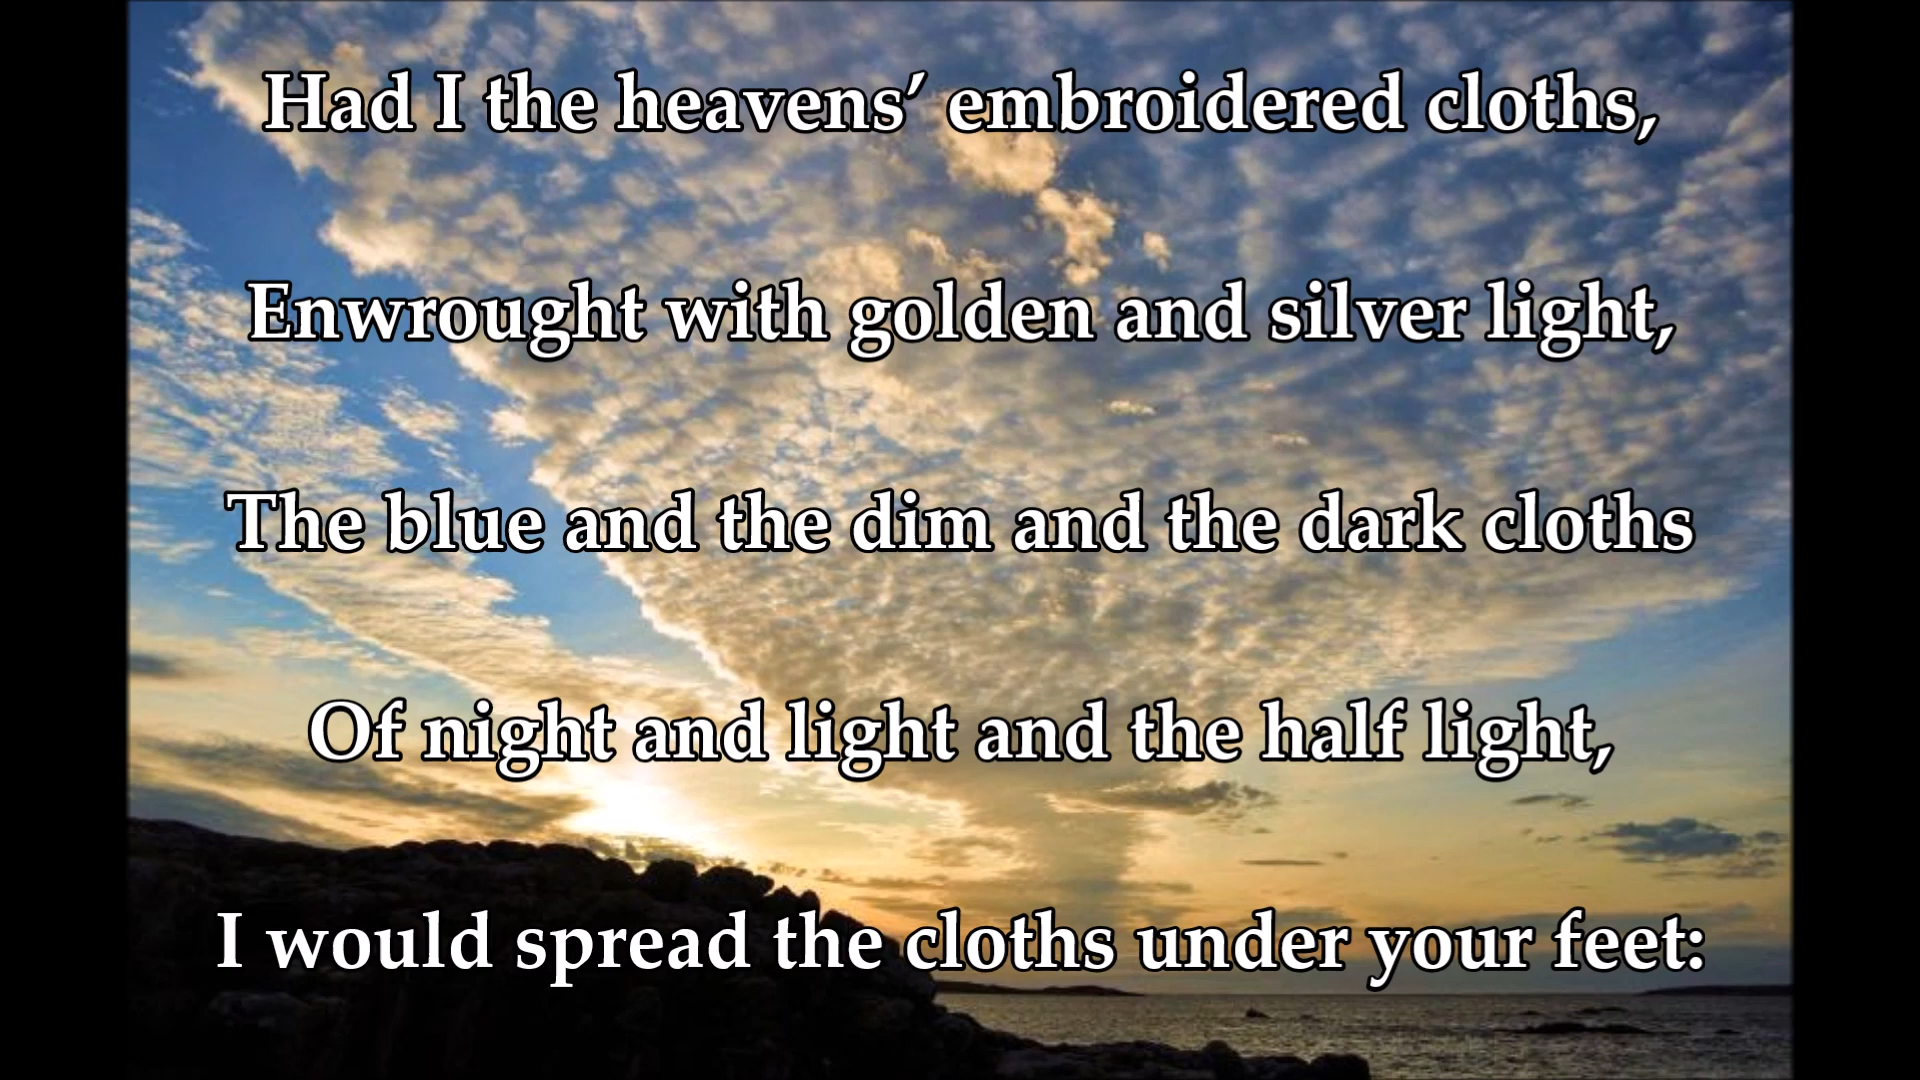 Had I the heavens’ embroidered cloths,
Enwrought with golden and silver light,
The blue and the dim and the dark cloths
Of night and light and the half light,
I would spread the cloths under your feet: